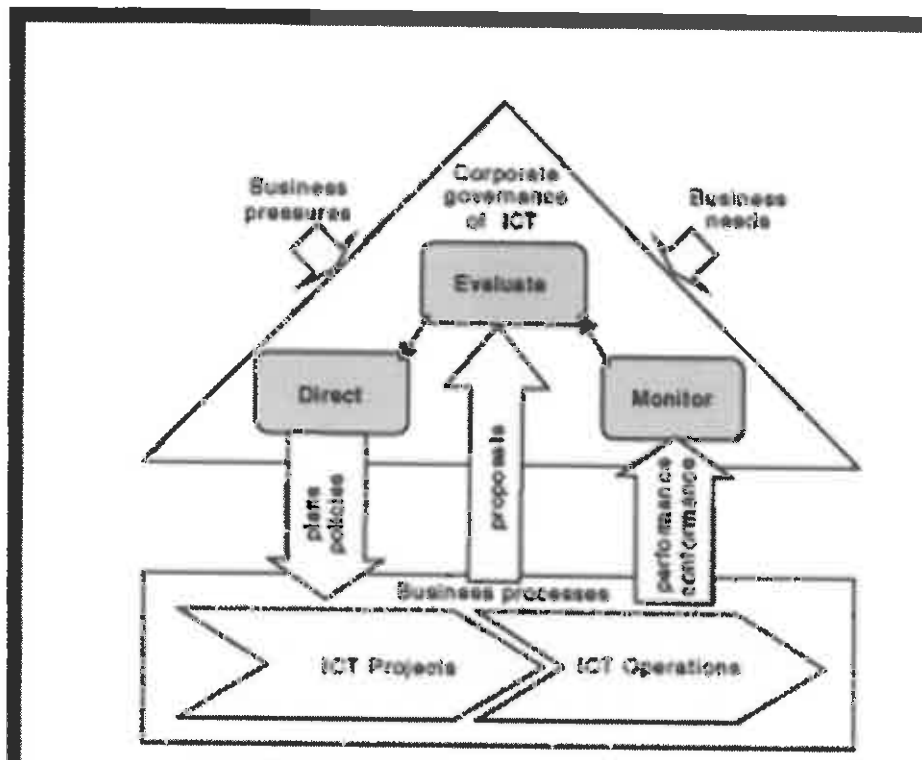 Business
pressures
Corporate
governance
of ICT
Business
needs
Evaluate
Direct
Monitor
plans
policies
proposals
performance
conformance
Business processes
ICT Projects
ICT Operations